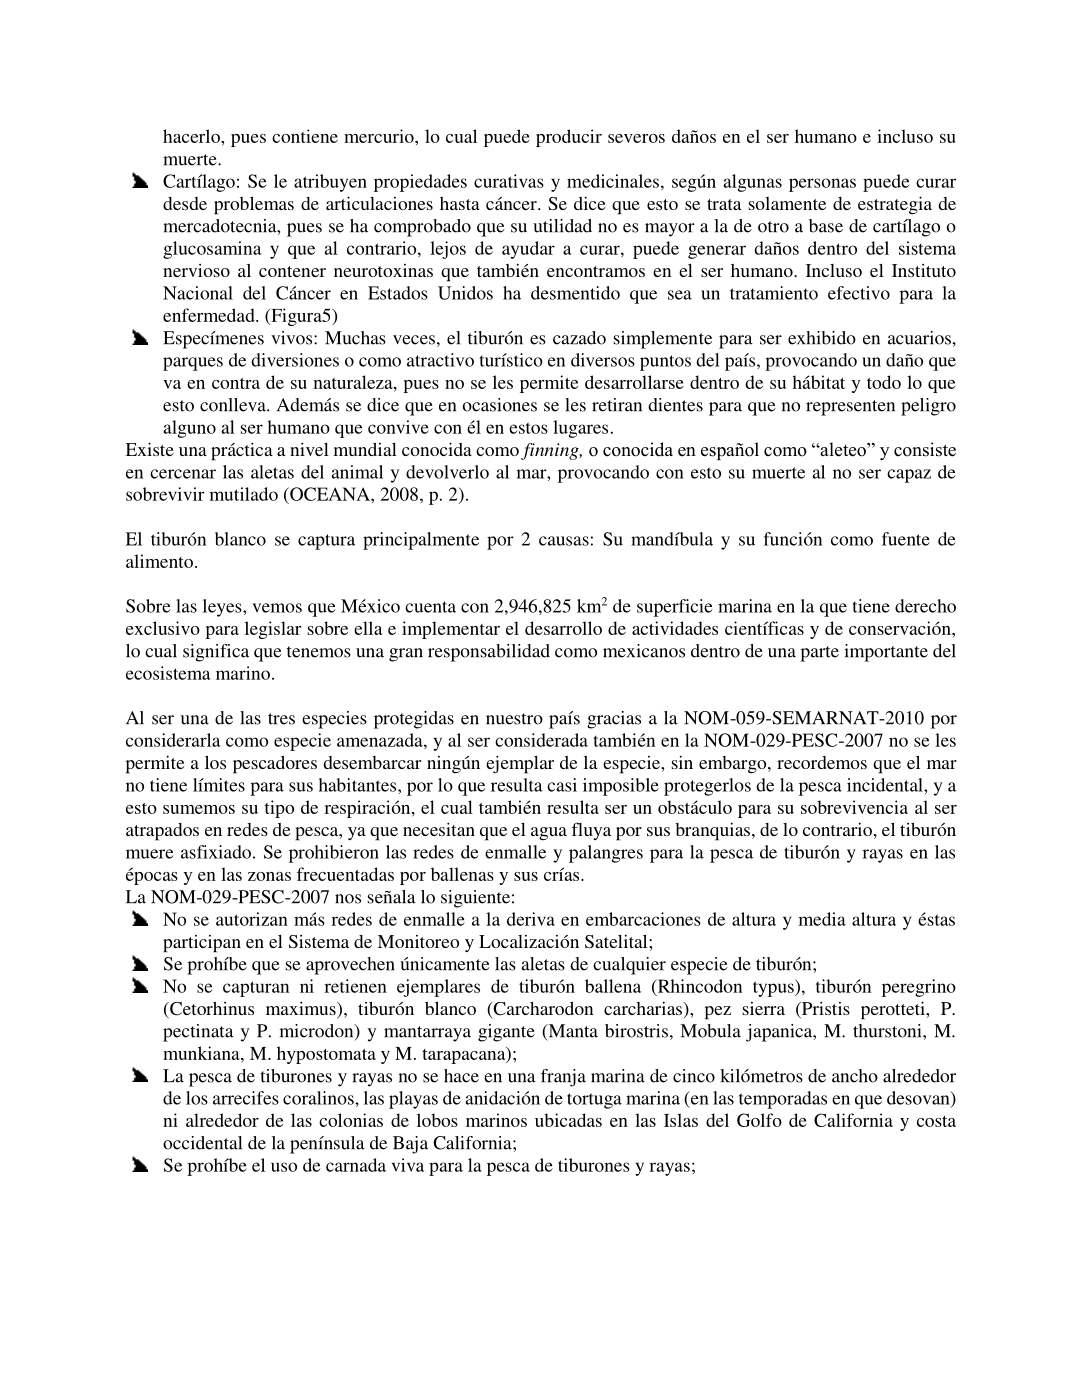 hacerlo, pues contiene mercurio, lo cual puede producir severos daños en el ser humano e incluso su
muerte.
Cartílago: Se le atribuyen propiedades curativas y medicinales, según algunas personas puede curar
desde problemas de articulaciones hasta cáncer. Se dice que esto se trata solamente de estrategia de
mercadotecnia, pues se ha comprobado que su utilidad no es mayor a la de otro a base de cartílago o
glucosamina y que al contrario, lejos de ayudar a curar, puede generar daños dentro del sistema
nervioso al contener neurotoxinas que también encontramos en el ser humano. Incluso el Instituto
Nacional del Cáncer en Estados Unidos ha desmentido que sea un tratamiento efectivo para la
enfermedad. (Figura5)
Especímenes vivos: Muchas veces, el tiburón es cazado simplemente para ser exhibido en acuarios,
parques de diversiones o como atractivo turístico en diversos puntos del país, provocando un daño que
va en contra de su naturaleza, pues no se les permite desarrollarse dentro de su hábitat y todo lo que
esto conlleva. Además se dice que en ocasiones se les retiran dientes para que no representen peligro
alguno al ser humano que convive con él en estos lugares.
Existe una práctica a nivel mundial conocida como finning, o conocida en español como “aleteo” y consiste
en cercenar las aletas del animal y devolverlo al mar, provocando con esto su muerte al no ser capaz de
sobrevivir mutilado (OCEANA, 2008, p. 2).
El tiburón blanco se captura principalmente por 2 causas: Su mandíbula y su función como fuente de
alimento.
Sobre las leyes, vemos que México cuenta con 2,946,825 km² de superficie marina en la que tiene derecho
exclusivo para legislar sobre ella e implementar el desarrollo de actividades científicas y de conservación,
lo cual significa que tenemos una gran responsabilidad como mexicanos dentro de una parte importante del
ecosistema marino.
Al ser una de las tres especies protegidas en nuestro país gracias a la NOM-059-SEMARNAT-2010 por
considerarla como especie amenazada, y al ser considerada también en la NOM-029-PESC-2007 no se les
permite a los pescadores desembarcar ningún ejemplar de la especie, sin embargo, recordemos que el mar
no tiene límites para sus habitantes, por lo que resulta casi imposible protegerlos de la pesca incidental, y a
esto sumemos su tipo de respiración, el cual también resulta ser un obstáculo para su sobrevivencia al ser
atrapados en redes de pesca, ya que necesitan que el agua fluya por sus branquias, de lo contrario, el tiburón
muere asfixiado. Se prohibieron las redes de enmalle y palangres para la pesca de tiburón y rayas en las
épocas y en las zonas frecuentadas por ballenas y sus crías.
La NOM-029-PESC-2007 nos señala lo siguiente:
No se autorizan más redes de enmalle a la deriva en embarcaciones de altura y media altura y éstas
participan en el Sistema de Monitoreo y Localización Satelital;
Se prohíbe que se aprovechen únicamente las aletas de cualquier especie de tiburón;
No se capturan ni retienen ejemplares de tiburón ballena (Rhincodon typus), tiburón peregrino
(Cetorhinus maximus), tiburón blanco (Carcharodon carcharias), pez sierra (Pristis perotteti, P.
pectinata y P. microdon) y mantarraya gigante (Manta birostris, Mobula japanica, M. thurstoni, M.
munkiana, M. hypostomata y M. tarapacana);
La pesca de tiburones y rayas no se hace en una franja marina de cinco kilómetros de ancho alrededor
de los arrecifes coralinos, las playas de anidación de tortuga marina (en las temporadas en que desovan)
ni alrededor de las colonias de lobos marinos ubicadas en las Islas del Golfo de California y costa
occidental de la península de Baja California;
Se prohíbe el uso de carnada viva para la pesca de tiburones y rayas;